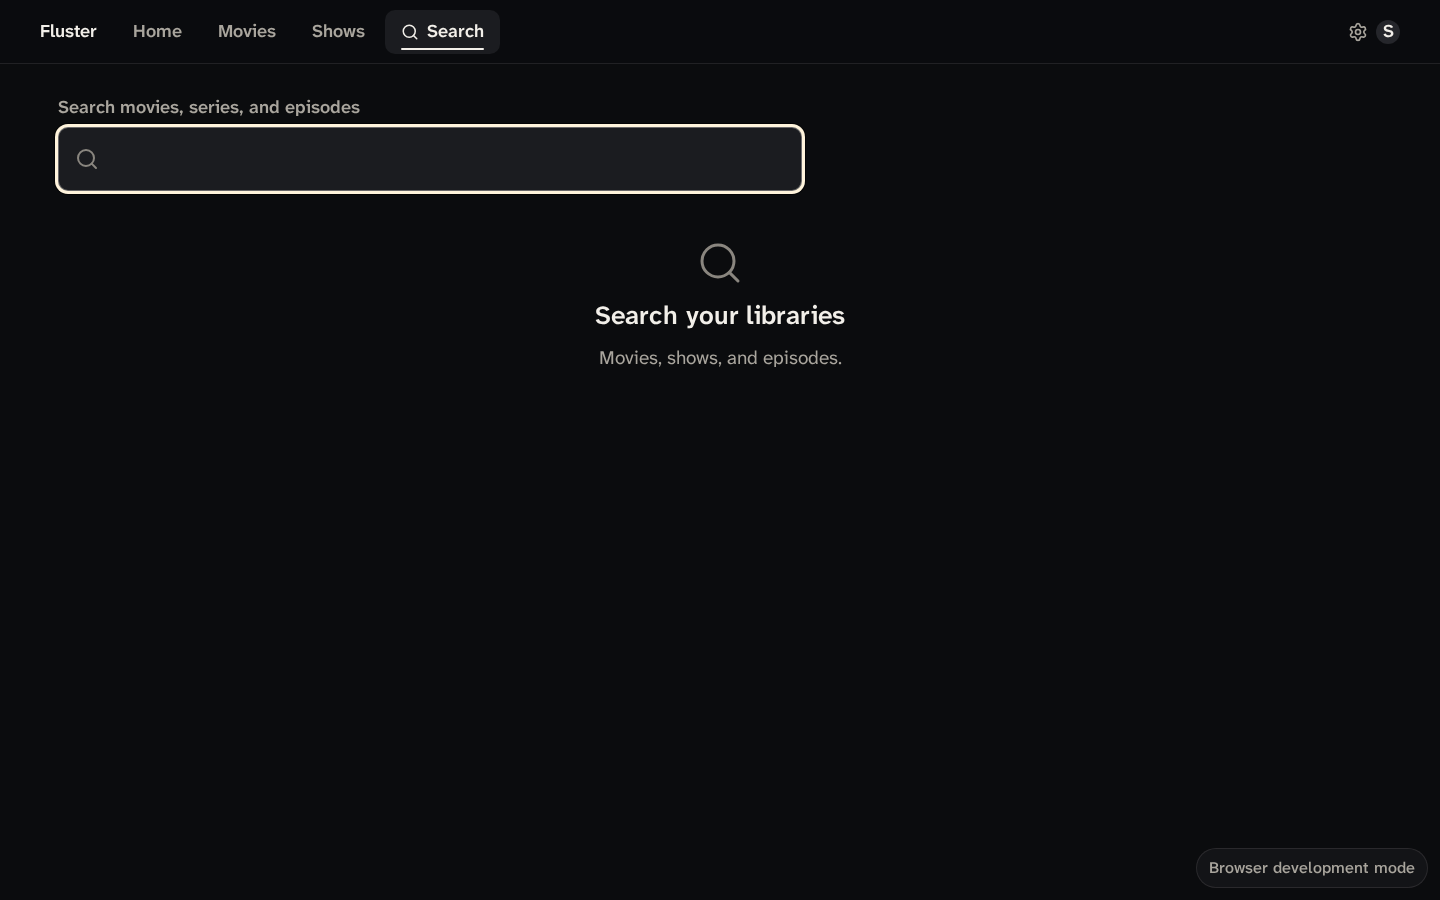 Fluster Home Movies Shows Search S
Search movies, series, and episodes
Search your libraries
Movies, shows, and episodes.
Browser development mode